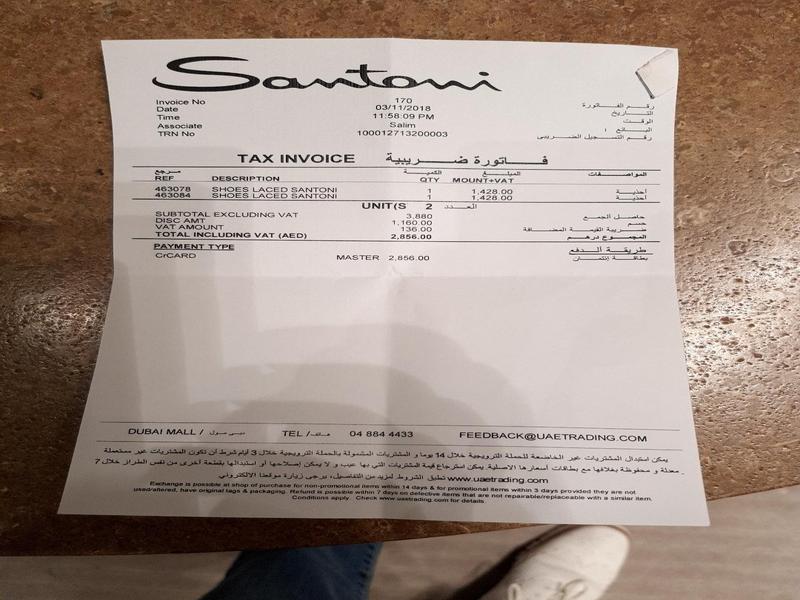 Santoni
Invoice No 170 رقم الفاتورة
Date 03/11/2018 التاريخ
Time 11:58:09 PM الوقت
Associate Salim البائع :
TRN No 100012713200003 رقم التسجيل الضريبي
TAX INVOICE فاتورة ضريبية
مرجع الكمية المبلغ المواصفات
REF DESCRIPTION QTY MOUNT+VAT
463078 SHOES LACED SANTONI 1 1,428.00 أحذية
463084 SHOES LACED SANTONI 1 1,428.00 أحذية
UNIT(S 2 العدد
SUBTOTAL EXCLUDING VAT 3,880 حاصل الجمع
DISC AMT 1,160.00 حسم
VAT AMOUNT 136.00 ضريبة القيمة المضافة
TOTAL INCLUDING VAT (AED) 2,856.00 المجموع درهم
PAYMENT TYPE طريقة الدفع
CrCARD MASTER 2,856.00 بطاقة إئتمان
DUBAI MALL / دبي مول TEL / هاتف 04 884 4433 FEEDBACK@UAETRADING.COM
يمكن استبدال المشتريات غير الخاضعة للحملة الترويجية خلال 14 يوما و المشتريات المشمولة بالحملة الترويجية خلال 3 أيام شرط أن تكون المشتريات غير مستعملة
معدلة و محفوظة بغلافها مع بطاقات أسعارها الاصلية يمكن استرجاع قيمة المشتريات التي بها عيب و لا يمكن إصلاحها أو استبدالها بقطعة أخرى من نفس الطراز خلال 7
تطبق الشروط لمزيد من التفاصيل، يرجى زيارة موقعنا الالكتروني www.uaetrading.com
Exchange is possible at shop of purchase for non-promotional items within 14 days & for promotional items within 3 days provided they are not
used/altered, have original tags & packaging. Refund is possible within 7 days on defective items that are not repairable/replaceable with a similar item.
Conditions apply. Check www.uaetrading.com for details.